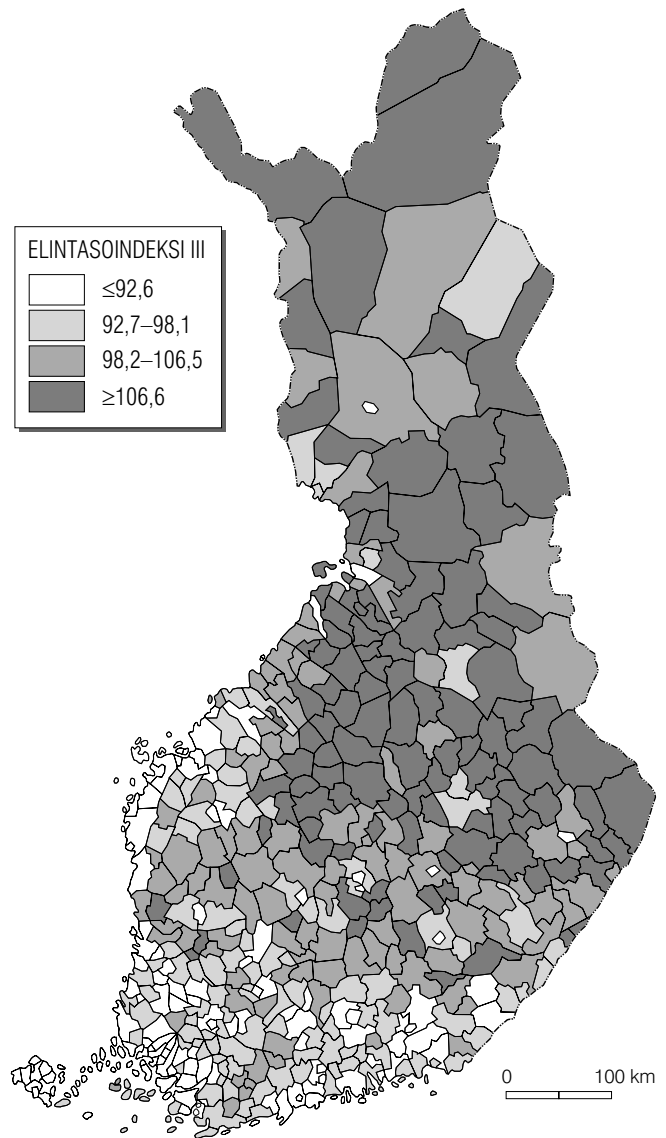 ELINTASOINDEKSI III
≤92,6
92,7–98,1
98,2–106,5
≥106,6
0 100 km